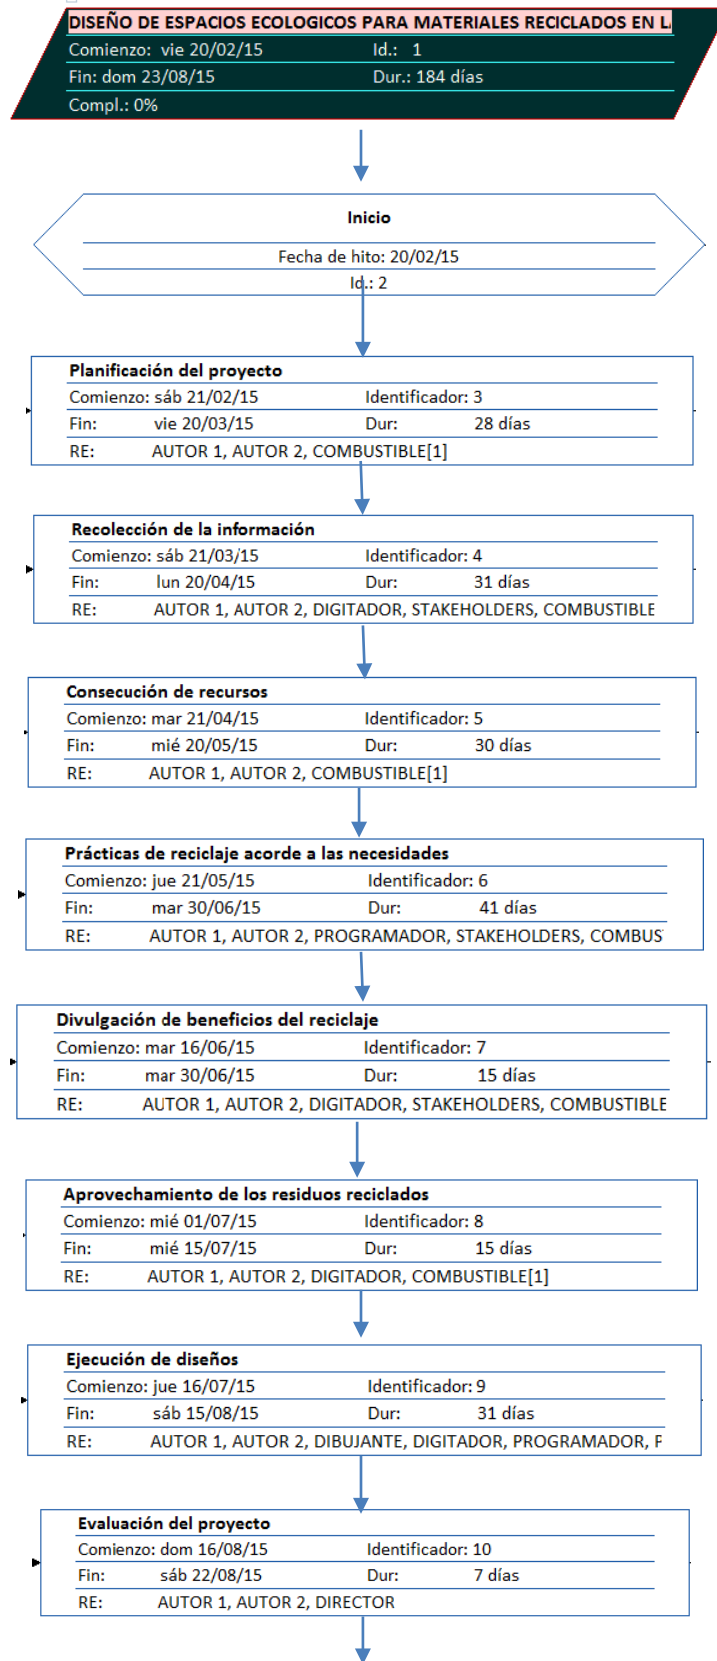 DISEÑO DE ESPACIOS ECOLOGICOS PARA MATERIALES RECICLADOS EN
Comienzo: vie 20/02/15 Id.: 1
Fin: dom 23/08/15 Dur.: 184 días
Compl.: 0%
Inicio
Fecha de hito: 20/02/15
Id.: 2
Planificación del proyecto
Comienzo: sáb 21/02/15 Identificador: 3
Fin: vie 20/03/15 Dur: 28 días
RE: AUTOR 1, AUTOR 2, COMBUSTIBLE[1]
Recolección de la información
Comienzo: sáb 21/03/15 Identificador: 4
Fin: lun 20/04/15 Dur: 31 días
RE: AUTOR 1, AUTOR 2, DIGITADOR, STAKEHOLDERS, COMBUSTIBLE
Consecución de recursos
Comienzo: mar 21/04/15 Identificador: 5
Fin: mié 20/05/15 Dur: 30 días
RE: AUTOR 1, AUTOR 2, COMBUSTIBLE[1]
Prácticas de reciclaje acorde a las necesidades
Comienzo: jue 21/05/15 Identificador: 6
Fin: mar 30/06/15 Dur: 41 días
RE: AUTOR 1, AUTOR 2, PROGRAMADOR, STAKEHOLDERS, COMBUS
Divulgación de beneficios del reciclaje
Comienzo: mar 16/06/15 Identificador: 7
Fin: mar 30/06/15 Dur: 15 días
RE: AUTOR 1, AUTOR 2, DIGITADOR, STAKEHOLDERS, COMBUSTIBLE
Aprovechamiento de los residuos reciclados
Comienzo: mié 01/07/15 Identificador: 8
Fin: mié 15/07/15 Dur: 15 días
RE: AUTOR 1, AUTOR 2, DIGITADOR, COMBUSTIBLE[1]
Ejecución de diseños
Comienzo: jue 16/07/15 Identificador: 9
Fin: sáb 15/08/15 Dur: 31 días
RE: AUTOR 1, AUTOR 2, DIBUJANTE, DIGITADOR, PROGRAMADOR,
Evaluación del proyecto
Comienzo: dom 16/08/15 Identificador: 10
Fin: sáb 22/08/15 Dur: 7 días
RE: AUTOR 1, AUTOR 2, DIRECTOR